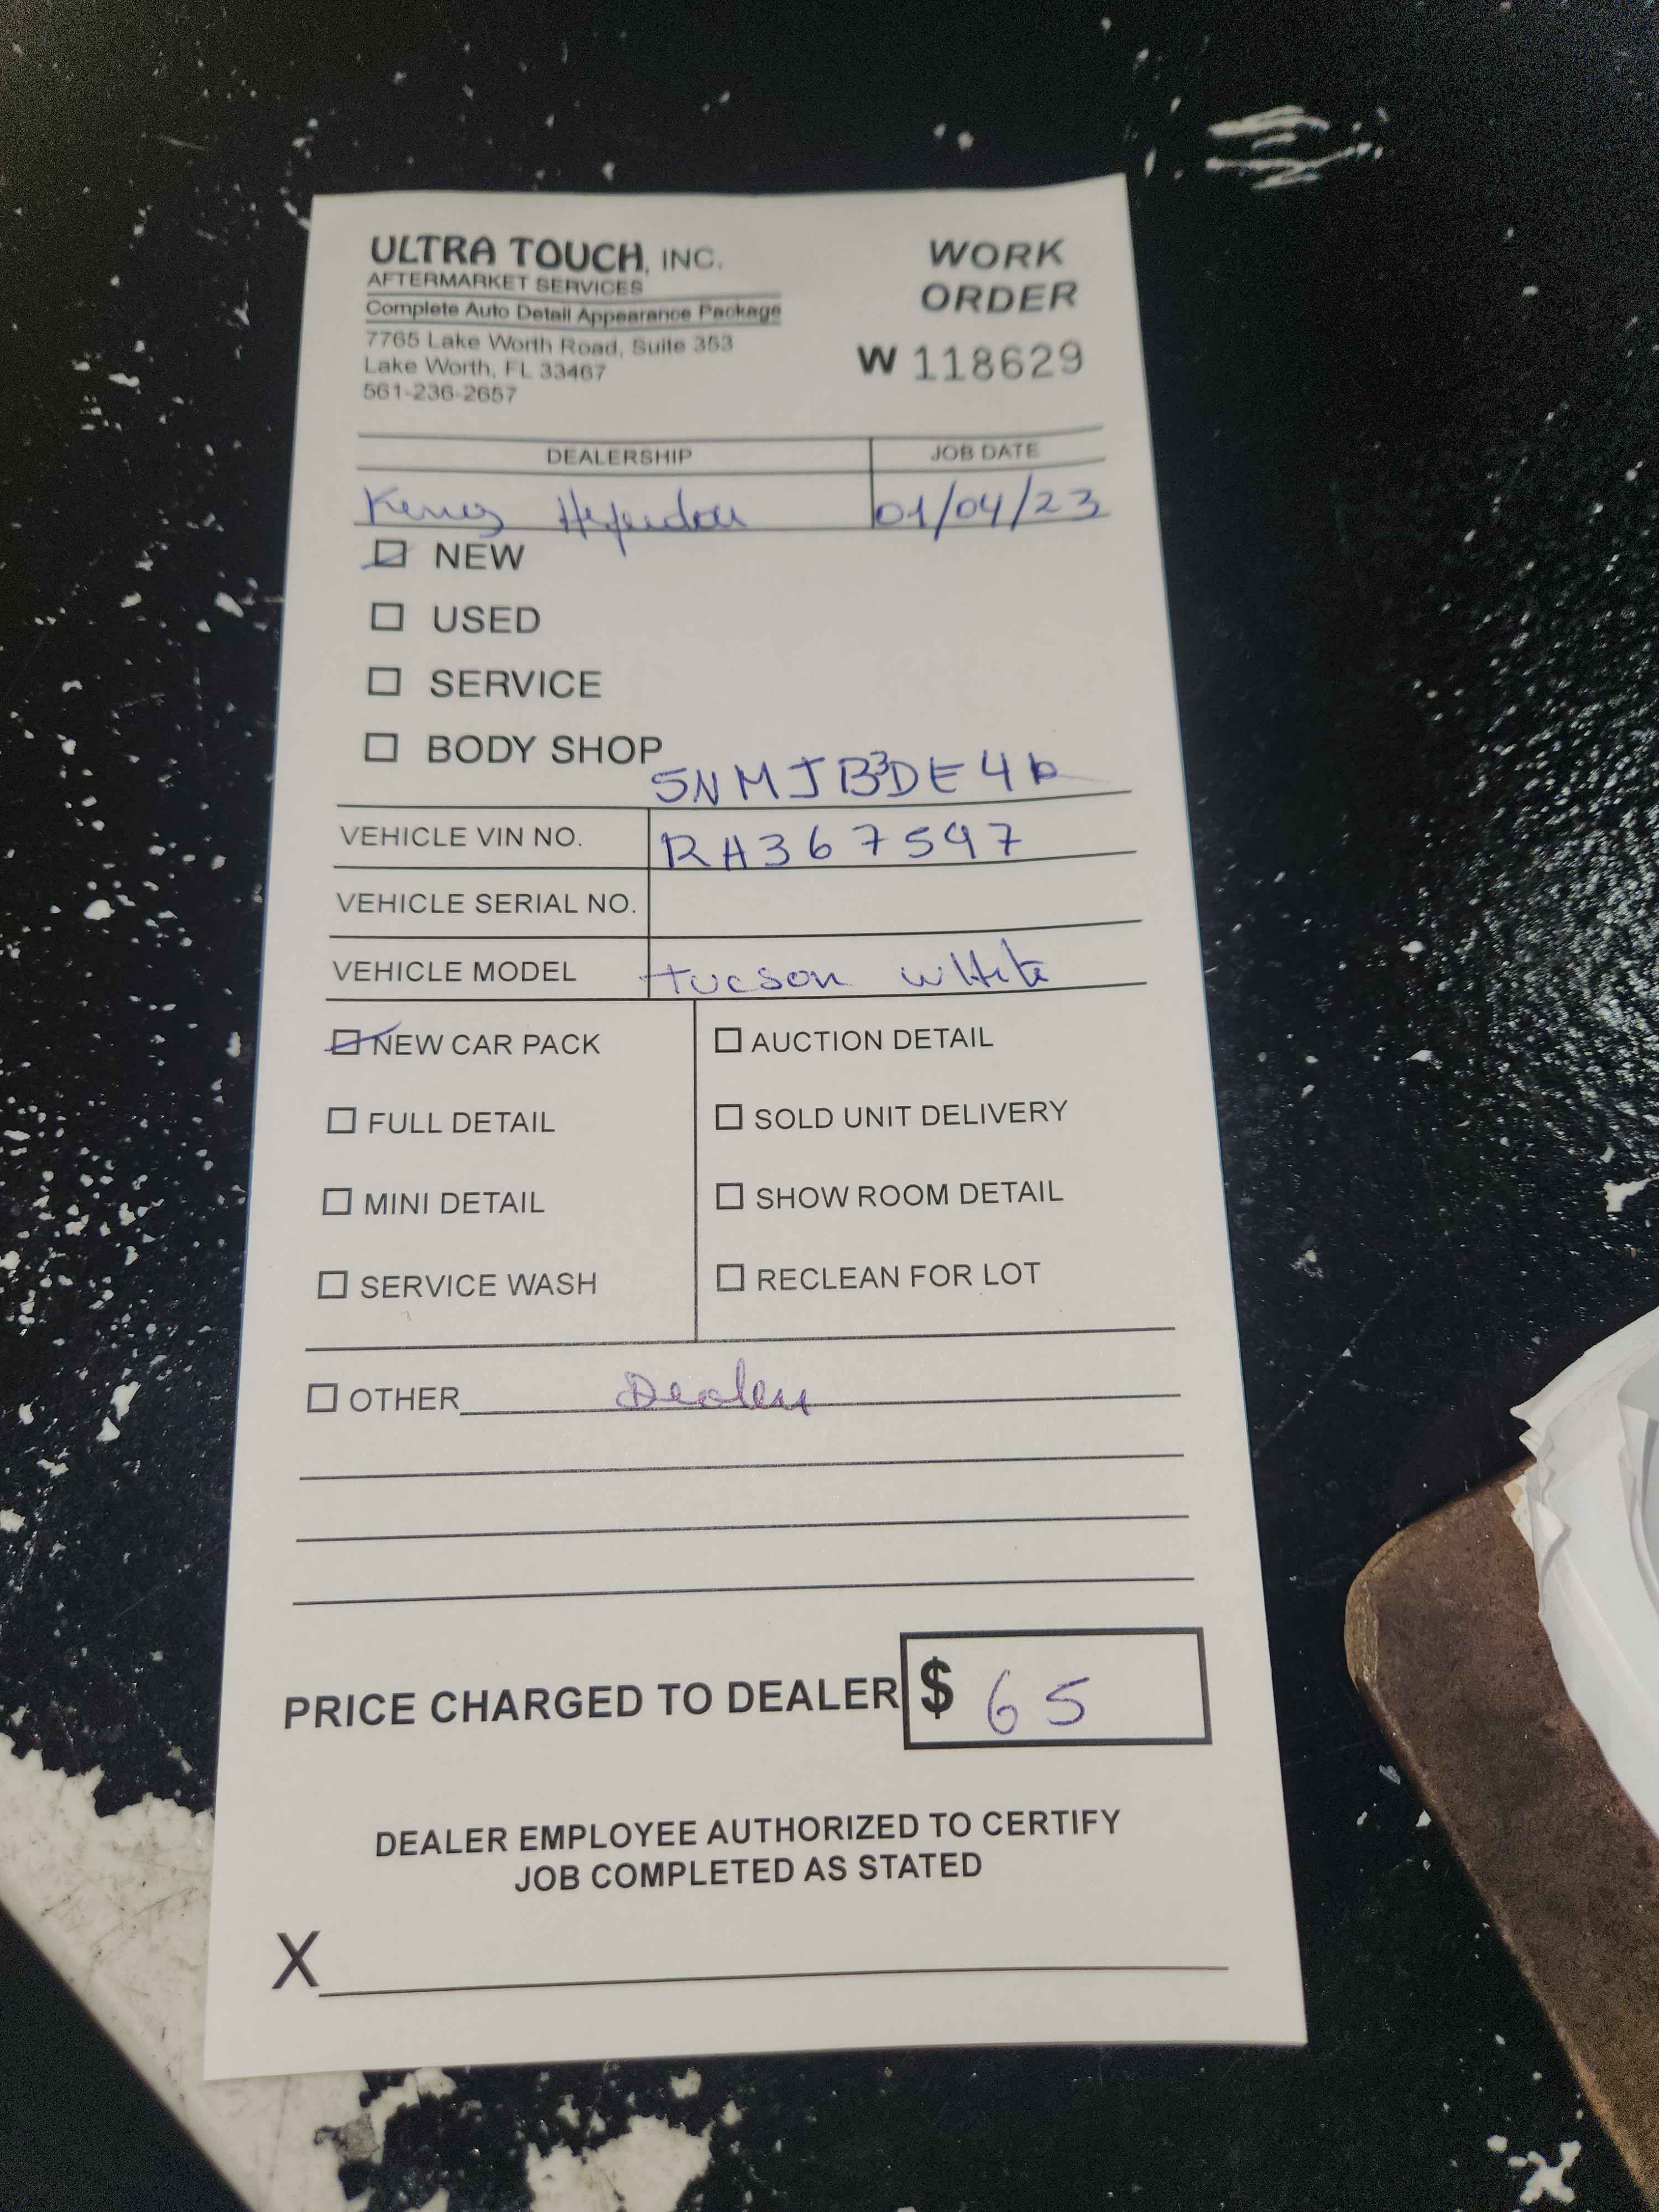 ULTRA TOUCH, INC.
AFTERMARKET SERVICES
Complete Auto Detail Appearance Package
7765 Lake Worth Road, Suite 353
Lake Worth, FL 33467
561-236-2657
WORK
ORDER
W 118629
DEALERSHIP JOB DATE
01/04/23
NEW
USED
SERVICE
BODY SHOP
5NMJB3DE4
VEHICLE VIN NO. RH367597
VEHICLE SERIAL NO.
VEHICLE MODEL tucson wHite
NEW CAR PACK
FULL DETAIL
MINI DETAIL
SERVICE WASH
AUCTION DETAIL
SOLD UNIT DELIVERY
SHOW ROOM DETAIL
RECLEAN FOR LOT
OTHER Dealer
PRICE CHARGED TO DEALER $ 65
DEALER EMPLOYEE AUTHORIZED TO CERTIFY
JOB COMPLETED AS STATED
X